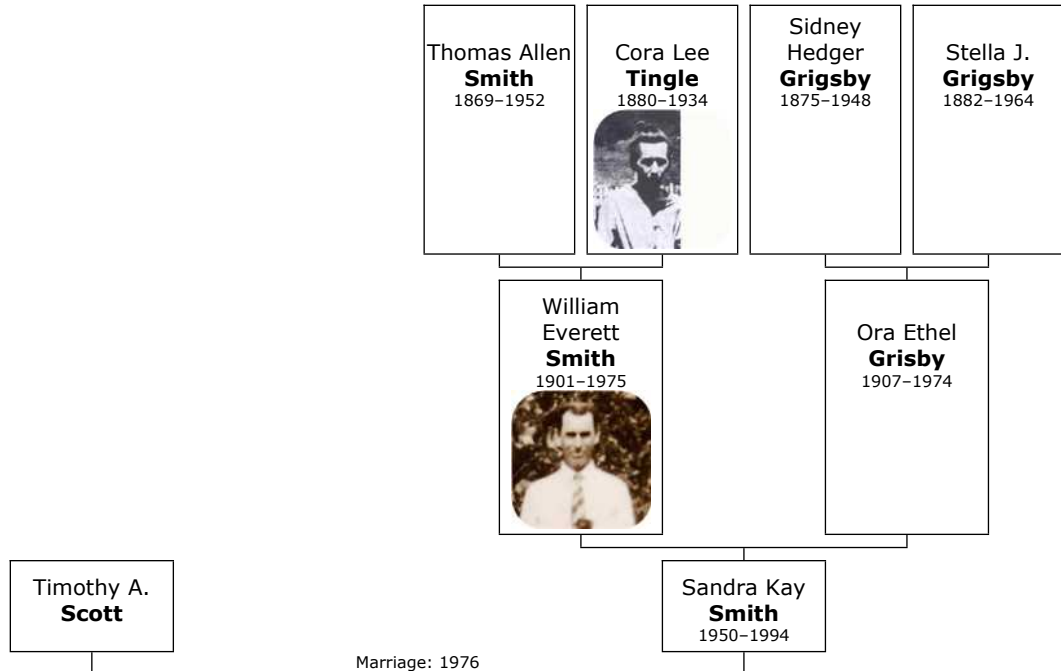 Thomas Allen
Smith
1869–1952
Cora Lee
Tingle
1880–1934
Sidney
Hedger
Grigsby
1875–1948
Stella J.
Grigsby
1882–1964
William
Everett
Smith
1901–1975
Ora Ethel
Grisby
1907–1974
Timothy A.
Scott
Sandra Kay
Smith
1950–1994
Marriage: 1976